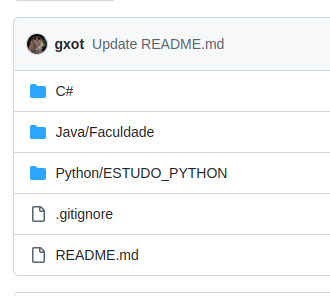 gxot Update README.md
C#
Java/Faculdade
Python/ESTUDO_PYTHON
.gitignore
README.md